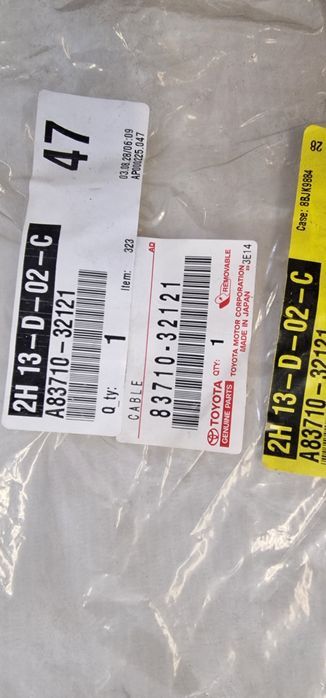 47
03.08.28/06:09
AP000225.047
2H 13-D-02-C
A83710-32121
Q_ty: 1
Item: 323
CABLE
AD
83710-32121
TOYOTA QTY: 1
GENUINE PARTS
TOYOTA MOTOR CORPORATION
MADE IN JAPAN
REMOVABLE
"3E14
28
Case: 8BJK9884
2H 13-D-02-C
A83710-32121